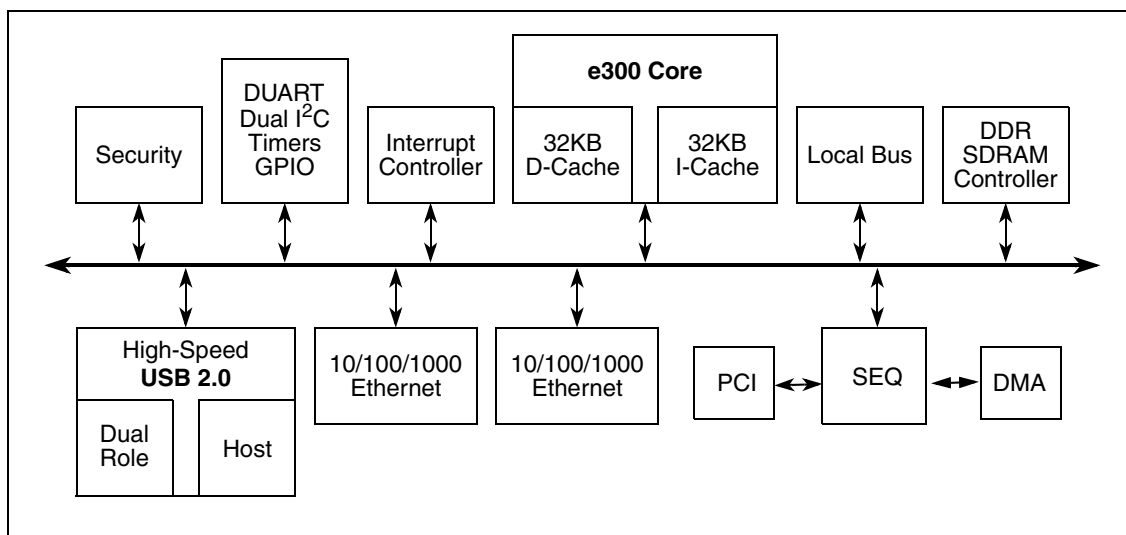 Security
DUART
Dual I²C
Timers
GPIO
Interrupt
Controller
e300 Core
32KB
D-Cache
32KB
I-Cache
Local Bus
DDR
SDRAM
Controller
High-Speed
USB 2.0
Dual
Role
Host
10/100/1000
Ethernet
10/100/1000
Ethernet
PCI
SEQ
DMA